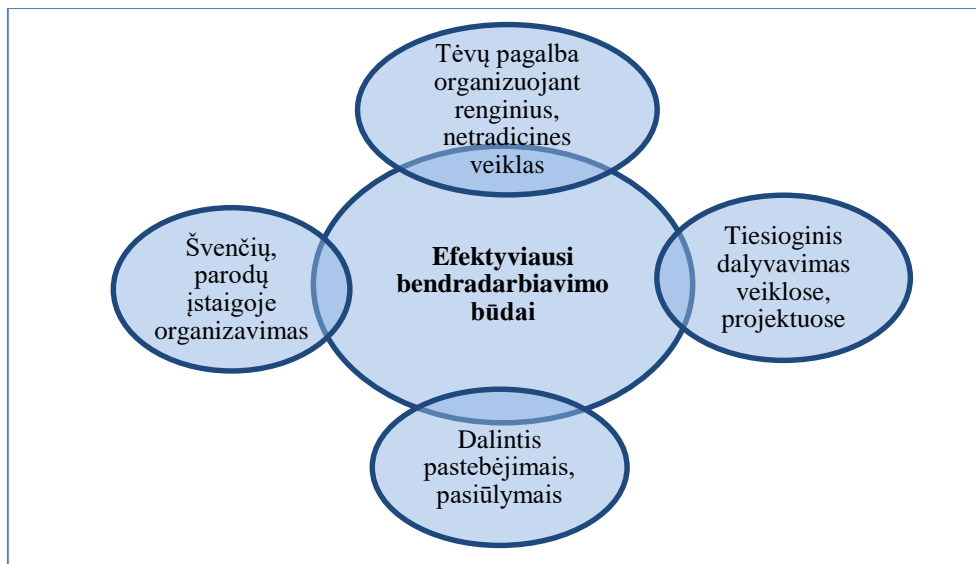 Tėvų pagalba
organizuojant
renginius,
netradicines
veiklas
Švenčių,
parodų
įstaigoje
organizavimas
Efektyviausi
bendradarbiavimo
būdai
Tiesioginis
dalyvavimas
veiklose,
projektuose
Dalintis
pastebėjimais,
pasiūlymais